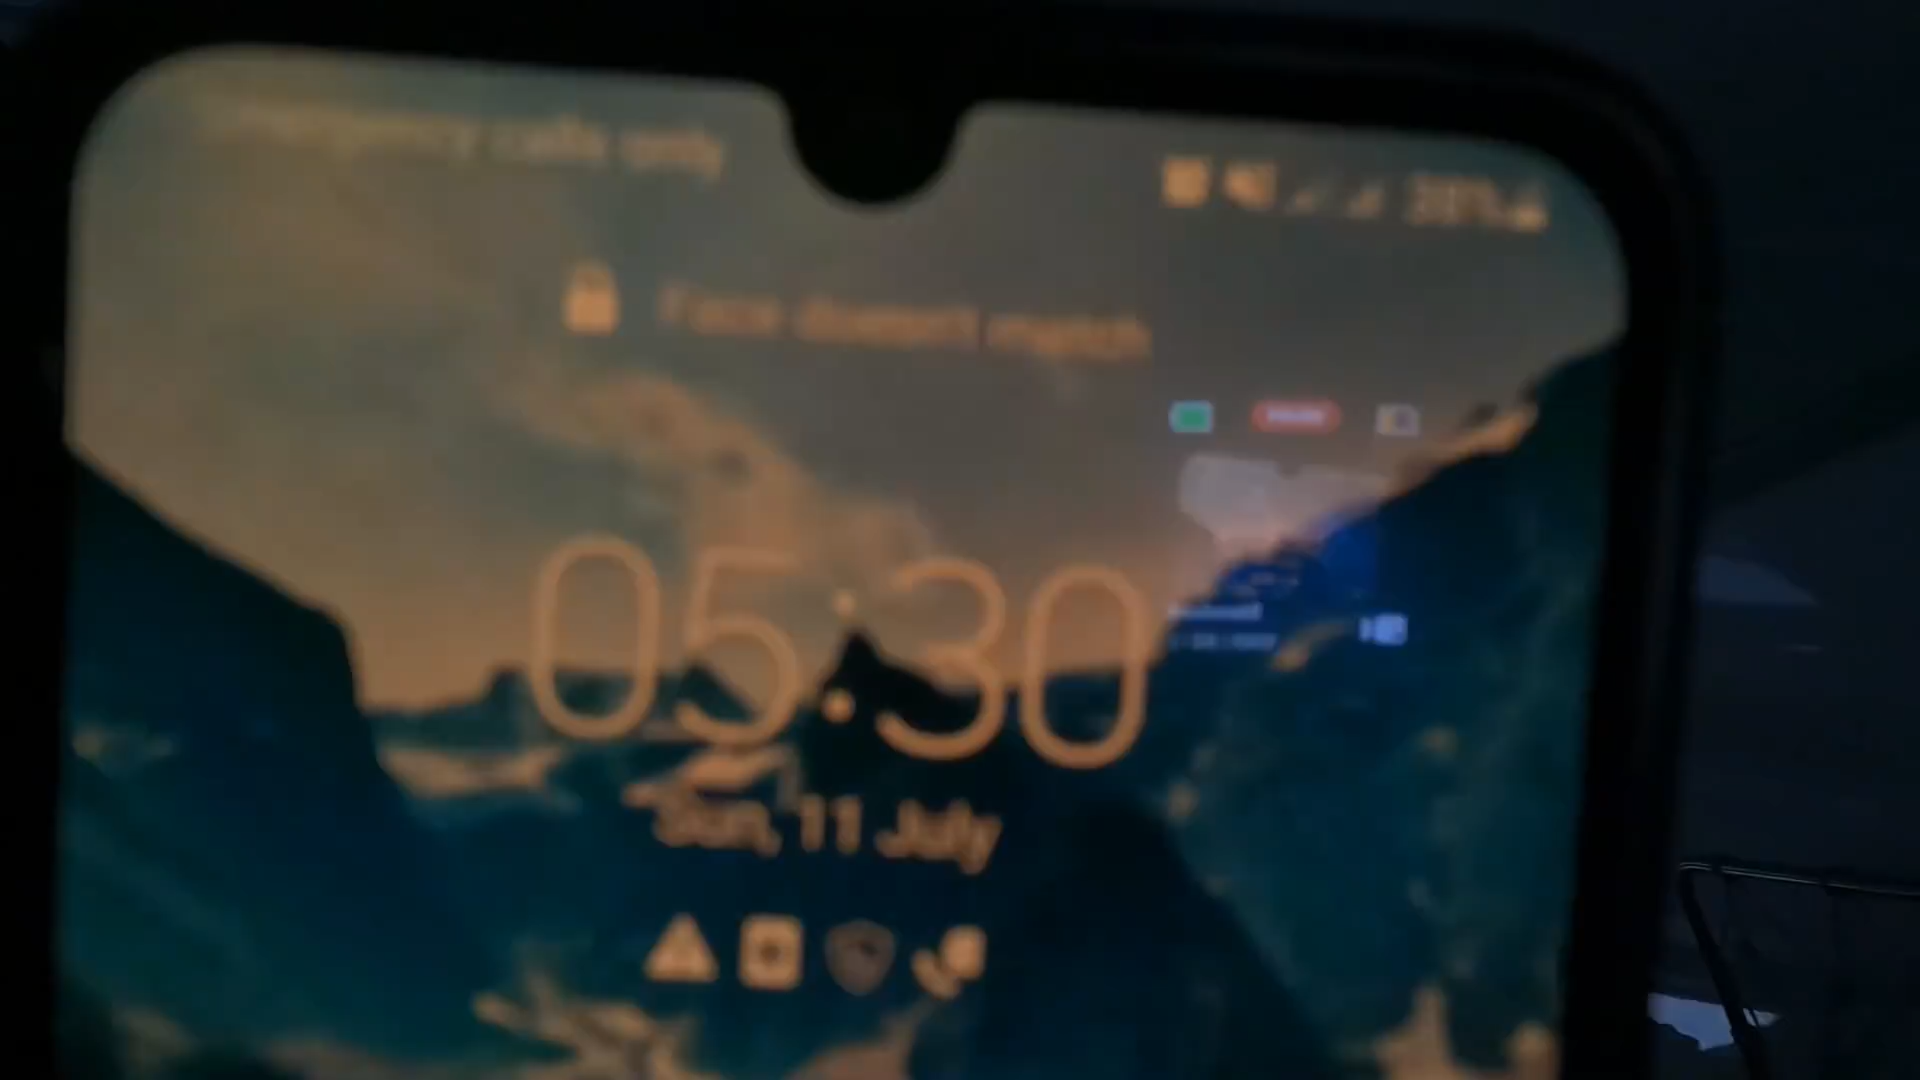 Emergency calls only
Face doesn't match
05:30
Sun, 11 July